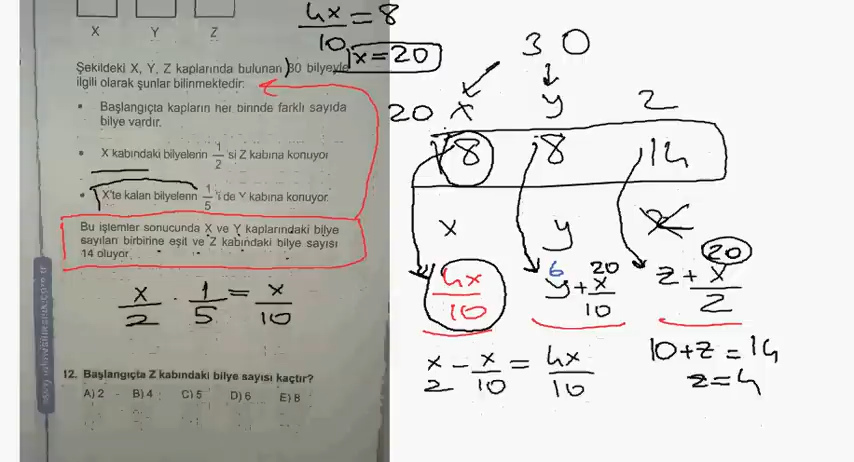 X Y Z
Şekildeki X, Y, Z kaplarında bulunan 30 bilyeyle
ilgili olarak şunlar bilinmektedir:
• Başlangıçta kapların her birinde farklı sayıda
bilye vardır.
• X kabındaki bilyelerin 1/2 'si Z kabına konuyor
• X'te kalan bilyelerin 1/5 'i de Y kabına konuyor.
Bu işlemler sonucunda X ve Y kaplarındaki bilye
sayıları birbirine eşit ve Z kabındaki bilye sayısı
14 oluyor.
x/2 · 1/5 = x/10
12. Başlangıçta Z kabındaki bilye sayısı kaçtır?
A) 2 B) 4 C) 5 D) 6 E) 8
4x/10 = 8
x = 20
30
20 x y z
8 8 14
x y z
6 20 20
4x/10 y + x/10 z + x/2
x/2 - x/10 = 4x/10
10 + z = 14
z = 4